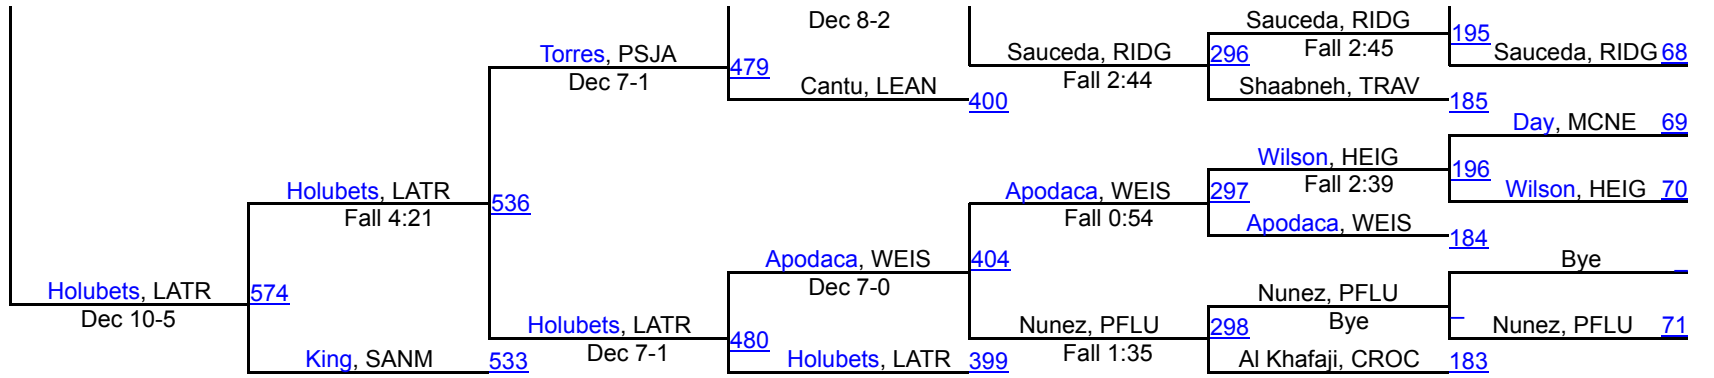 Dec 8-2
Sauceda, RIDG
195
Torres, PSJA
Sauceda, RIDG
296
Fall 2:45
Sauceda, RIDG 68
479
Dec 7-1
Fall 2:44
Cantu, LEAN
400
Shaabneh, TRAV
185
Day, MCNE 69
Wilson, HEIG
196
Holubets, LATR
536
Apodaca, WEIS
297
Fall 2:39
Wilson, HEIG 70
Fall 4:21
Fall 0:54
Apodaca, WEIS
184
Apodaca, WEIS
404
Bye
Holubets, LATR
574
Dec 7-0
Nunez, PFLU
Dec 10-5
Holubets, LATR
480
Nunez, PFLU
298
Bye
Nunez, PFLU 71
King, SANM
533
Dec 7-1
Holubets, LATR
399
Fall 1:35
Al Khafaji, CROC
183